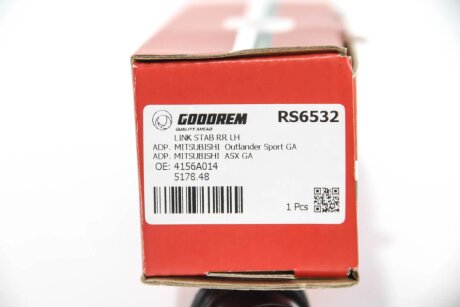 GOODREM RS6532
QUALITY AHEAD
LINK STAB RR LH
ADP. MITSUBISHI Outlander Sport GA
ADP. MITSUBISHI ASX GA
OE: 4156A014
5178.48
1 Pcs